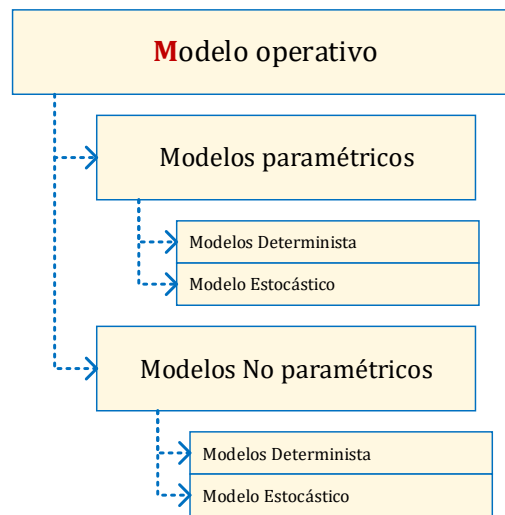 Modelo operativo
Modelos paramétricos
Modelos Determinista
Modelo Estocástico
Modelos No paramétricos
Modelos Determinista
Modelo Estocástico